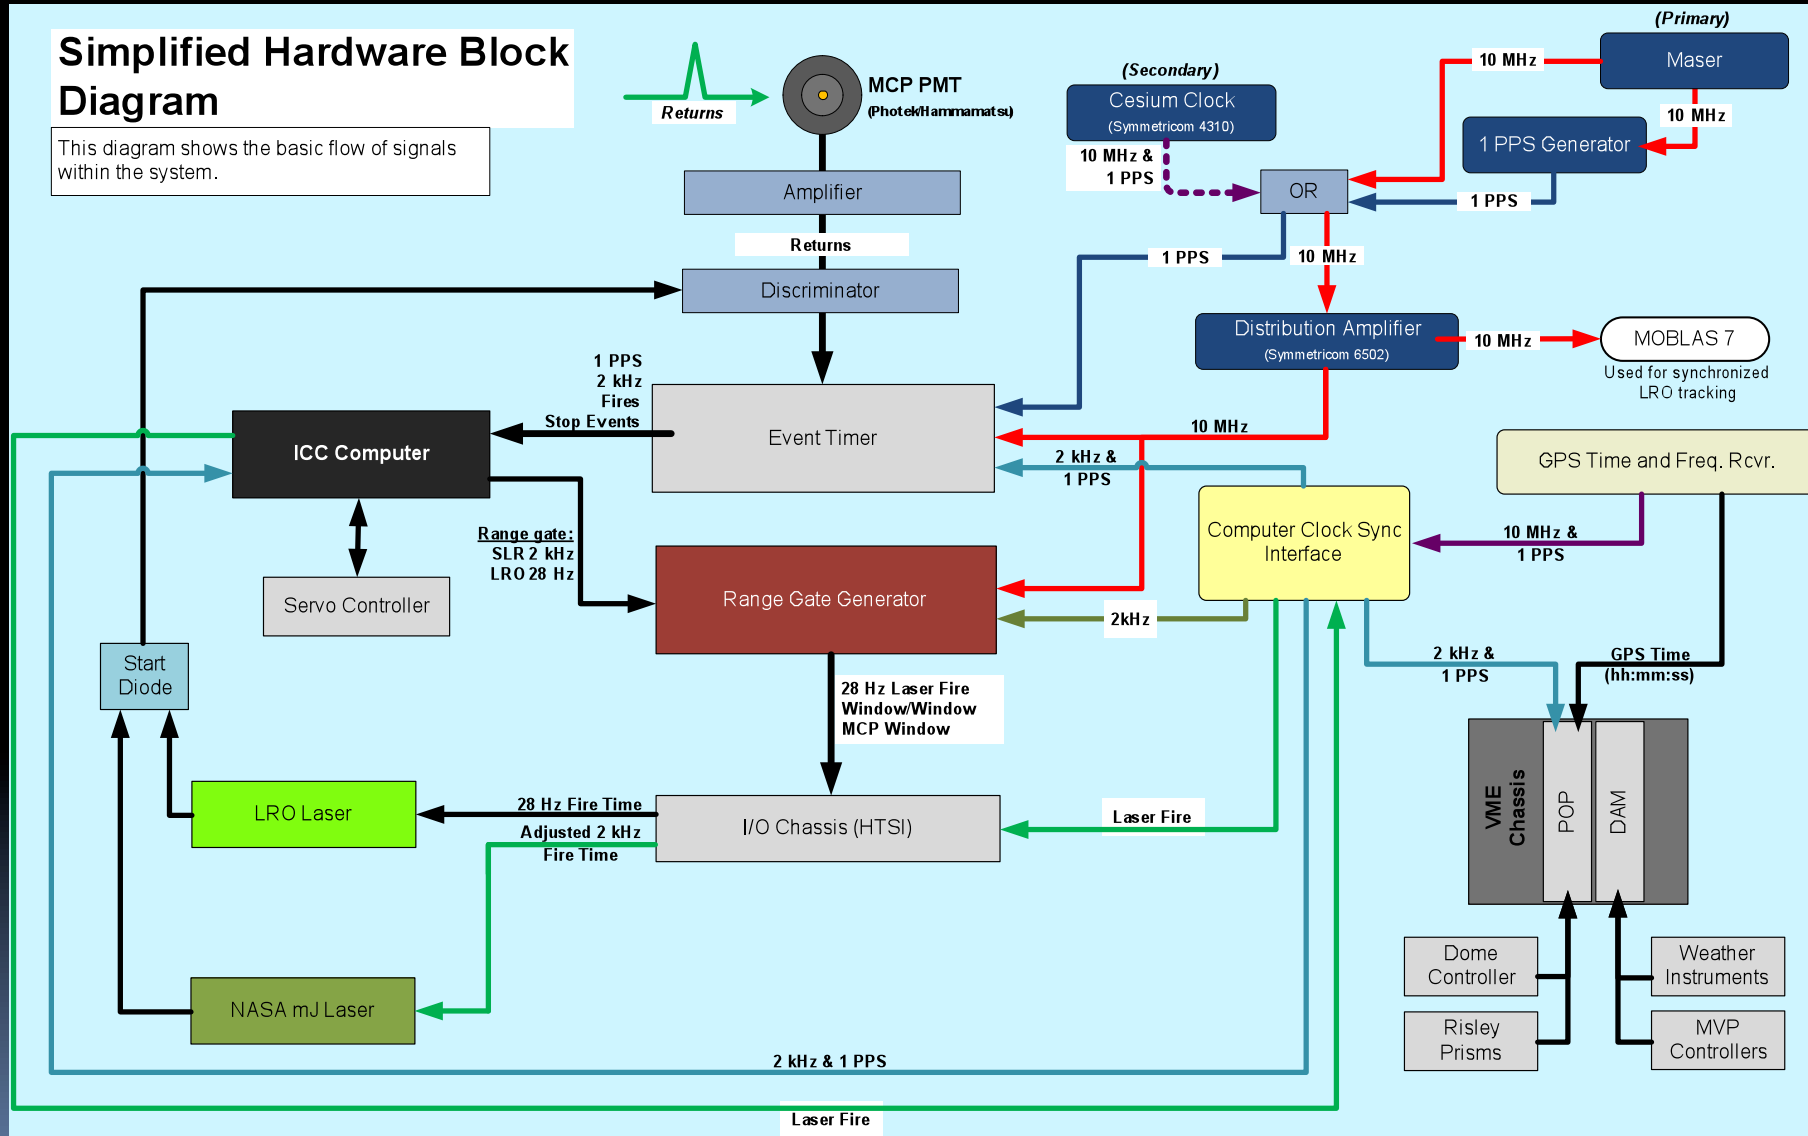 Simplified Hardware Block
Diagram
This diagram shows the basic flow of signals
within the system.
Returns
MCP PMT
(Photek/Hammamatsu)
Amplifier
Returns
Discriminator
(Secondary)
Cesium Clock
(Symmetricom 4310)
10 MHz &
1 PPS
(Primary)
Maser
10 MHz
10 MHz
1 PPS Generator
OR
1 PPS
1 PPS
10 MHz
Distribution Amplifier
(Symmetricom 6502)
10 MHz
MOBLAS 7
Used for synchronized
LRO tracking
1 PPS
2 kHz
Fires
Stop Events
Event Timer
10 MHz
2 kHz &
1 PPS
ICC Computer
Servo Controller
Range gate:
SLR 2 kHz
LRO 28 Hz
Range Gate Generator
2kHz
Computer Clock Sync
Interface
GPS Time and Freq. Rcvr.
10 MHz &
1 PPS
2 kHz &
1 PPS
GPS Time
(hh:mm:ss)
Start
Diode
28 Hz Laser Fire
Window/Window
MCP Window
LRO Laser
28 Hz Fire Time
Adjusted 2 kHz
Fire Time
I/O Chassis (HTSI)
Laser Fire
VME
Chassis
POP
DAM
Dome
Controller
Weather
Instruments
Risley
Prisms
MVP
Controllers
NASA mJ Laser
2 kHz & 1 PPS
Laser Fire